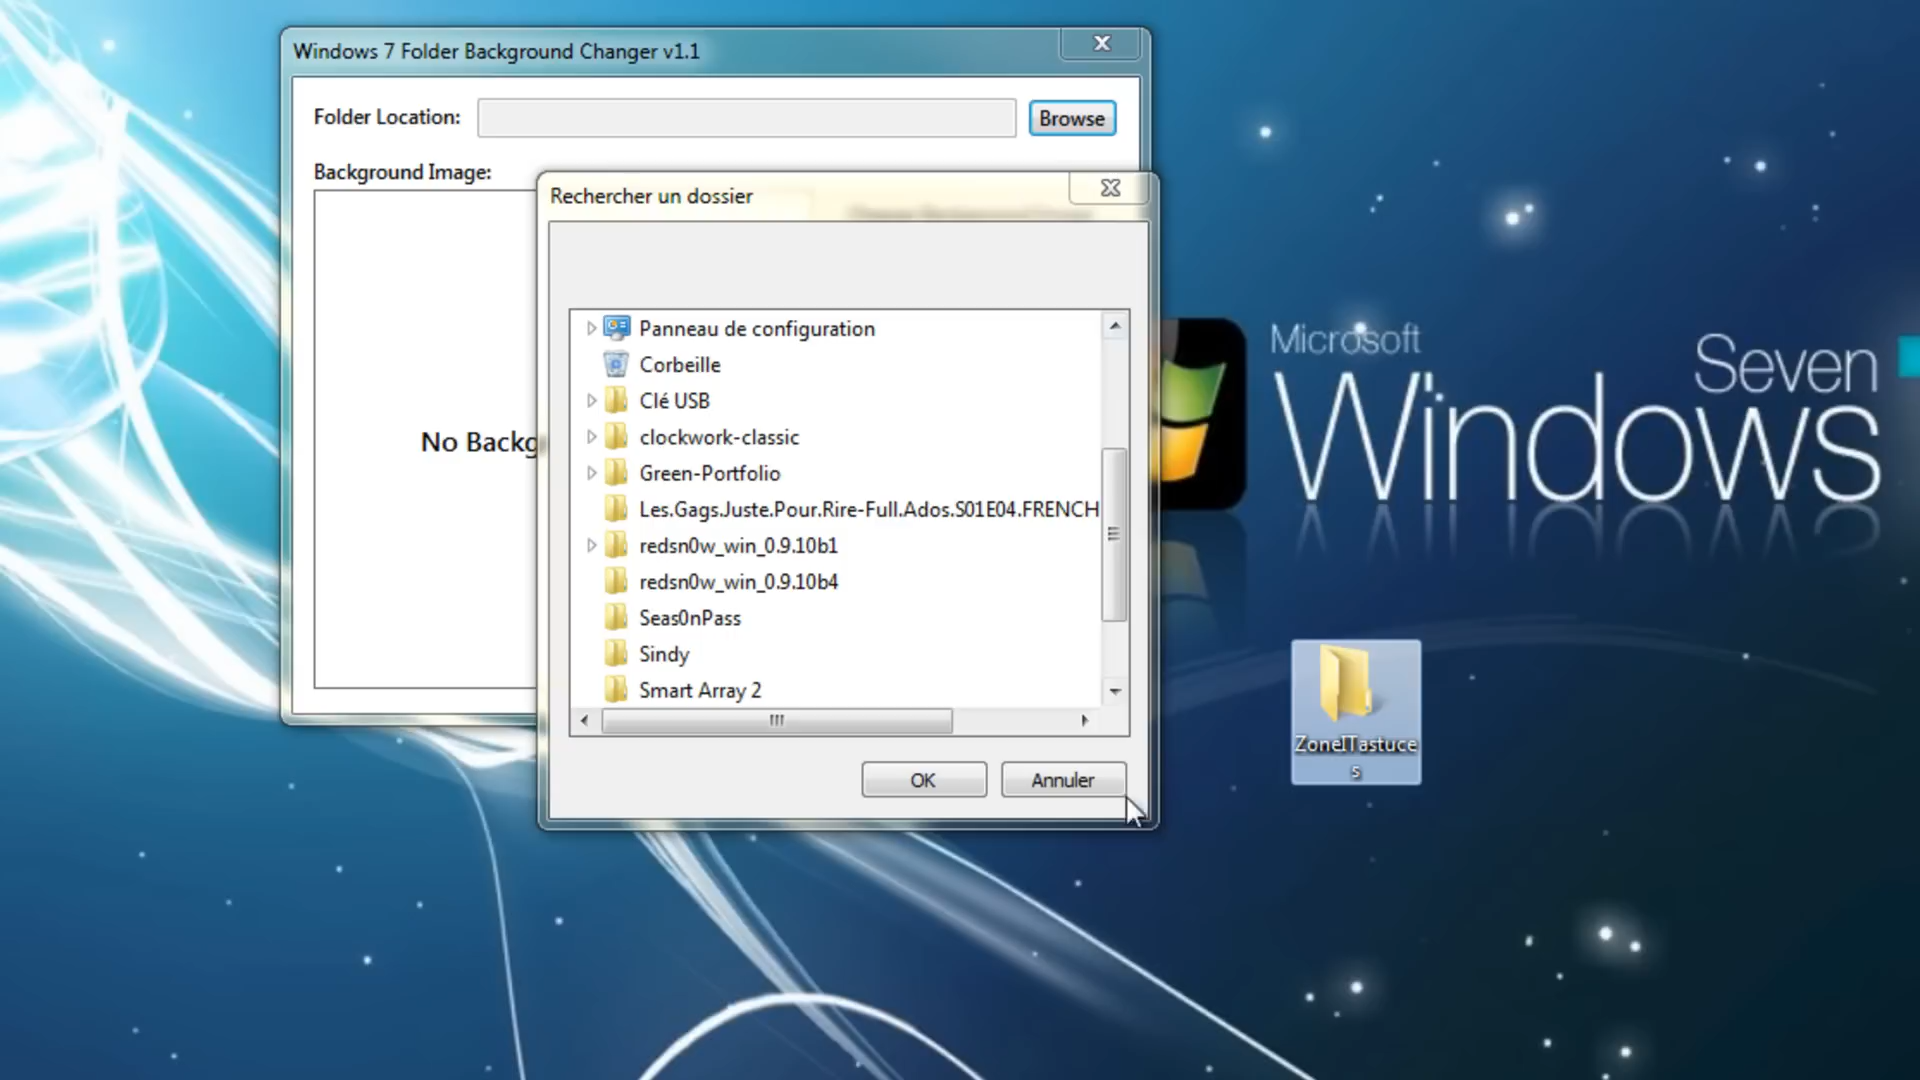 Windows 7 Folder Background Changer v1.1
Folder Location:
Browse
Background Image:
No Backg
Rechercher un dossier
Panneau de configuration
Corbeille
Clé USB
clockwork-classic
Green-Portfolio
Les.Gags.Juste.Pour.Rire-Full.Ados.S01E04.FRENCH
redsn0w_win_0.9.10b1
redsn0w_win_0.9.10b4
Seas0nPass
Sindy
Smart Array 2
OK
Annuler
Microsoft
Seven
Windows
ZoneITastuce
s